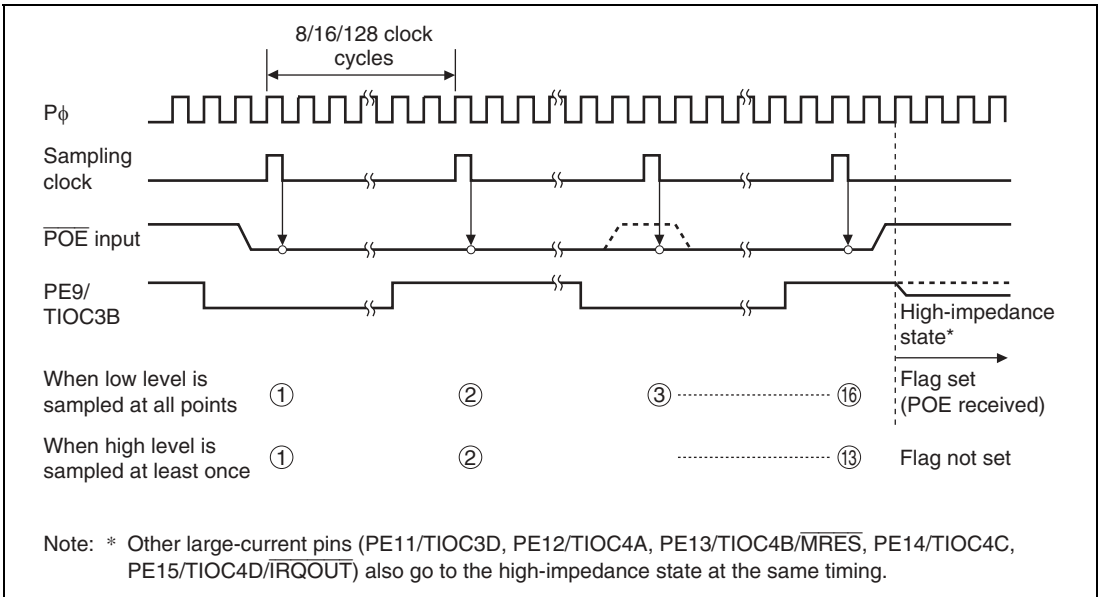 8/16/128 clock
cycles
Pϕ
Sampling
clock
POE input
PE9/
TIOC3B
High-impedance
state*
When low level is
sampled at all points
① ② ③ ⑯
Flag set
(POE received)
When high level is
sampled at least once
① ② ⑬
Flag not set
Note: * Other large-current pins (PE11/TIOC3D, PE12/TIOC4A, PE13/TIOC4B/MRES, PE14/TIOC4C,
PE15/TIOC4D/IRQOUT) also go to the high-impedance state at the same timing.